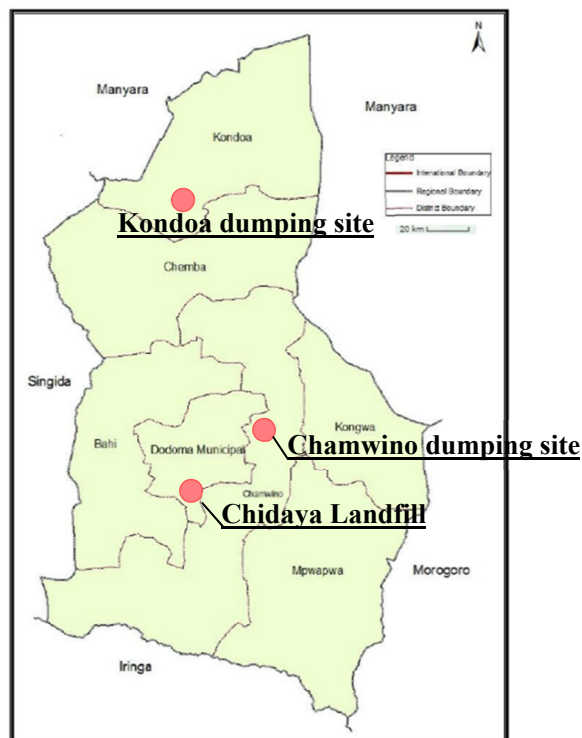 N
Manyara
Manyara
Kondoa
Legend
International Boundary
Regional Boundary
District Boundary
20 km
Kondoa dumping site
Chemba
Singida
Bahi
Dodoma Municipal
Kongwa
Chamwino dumping site
Chamwino
Chidaya Landfill
Mpwapwa
Morogoro
Iringa